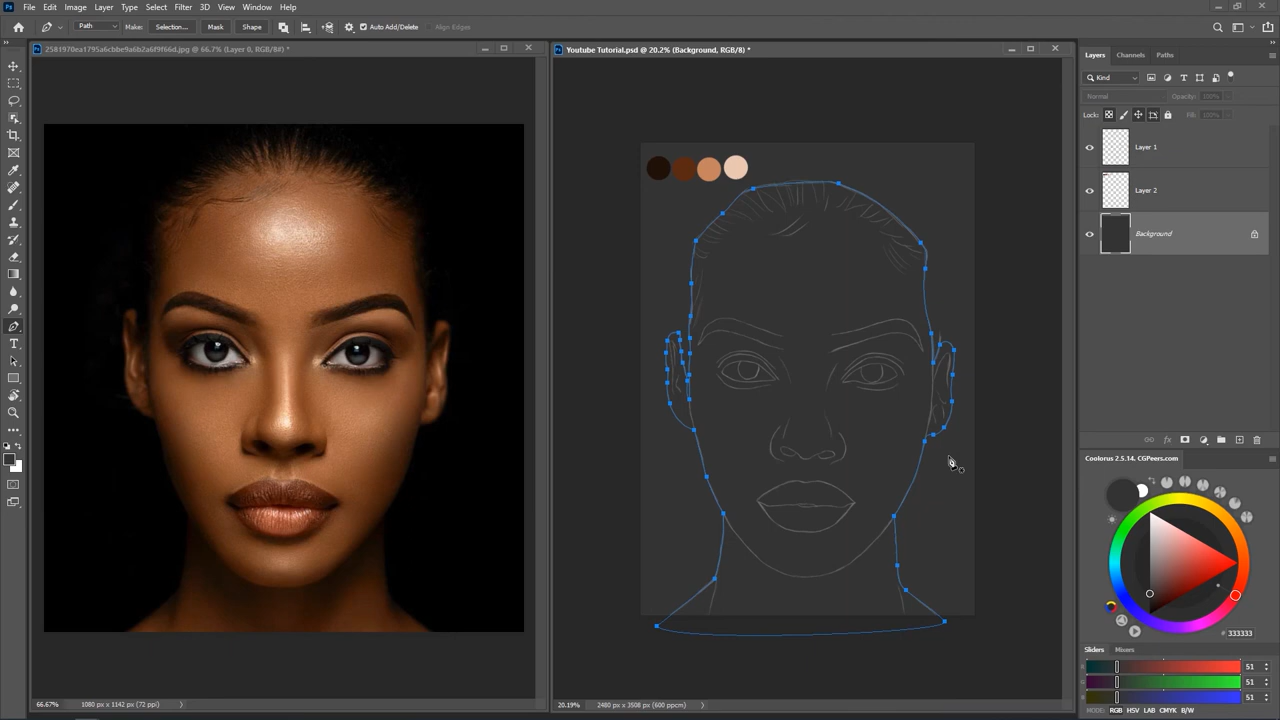 Ps File Edit Image Layer Type Select Filter 3D View Window Help
Path Make: Selection... Mask Shape Auto Add/Delete Align Edges
2581970ea1795a6cbbe9a6b2a6f9f66d.jpg @ 66.7% (Layer 0, RGB/8#) *
Youtube Tutorial.psd @ 20.2% (Background, RGB/8) *
Layers Channels Paths
Kind
Normal Opacity: 100%
Lock: Fill: 100%
Layer 1
Layer 2
Background
Coolorus 2.5.14, CGPeers.com
# 333333
Sliders Mixers
51
51
51
MODE: RGB HSV LAB CMYK B/W
66.67% 1080 px x 1142 px (72 ppi)
20.19% 2480 px x 3508 px (600 ppcm)